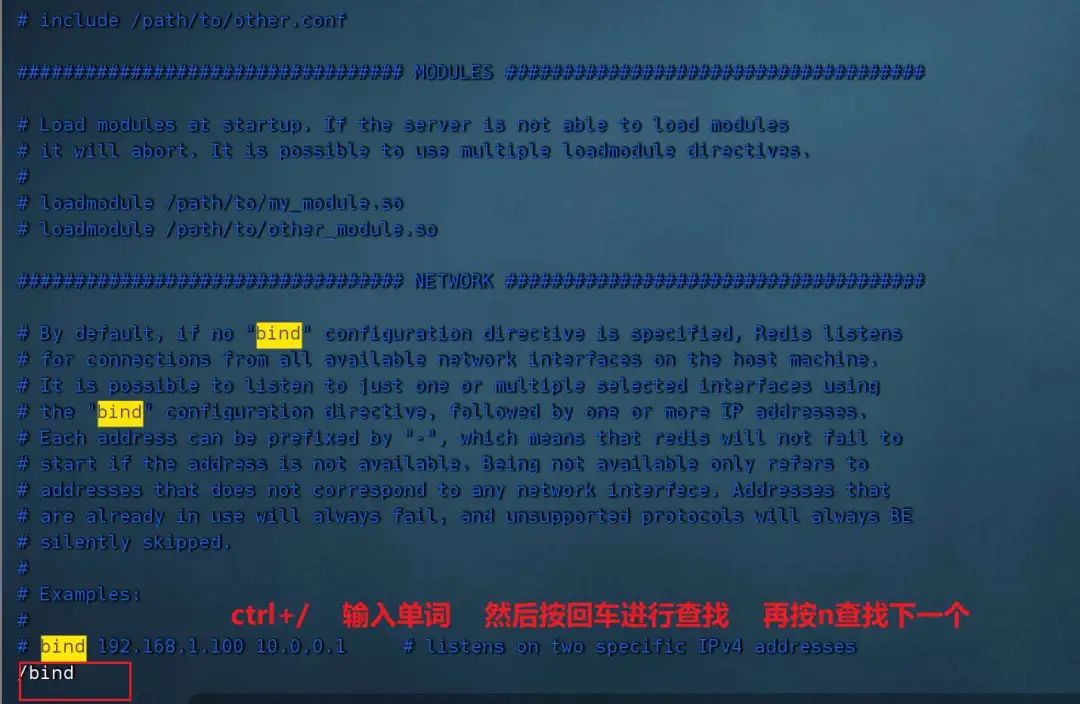 # include /path/to/other.conf
################################## MODULES #####################################
# Load modules at startup. If the server is not able to load modules
# it will abort. It is possible to use multiple loadmodule directives.
#
# loadmodule /path/to/my_module.so
# loadmodule /path/to/other_module.so
################################## NETWORK #####################################
# By default, if no "bind" configuration directive is specified, Redis listens
# for connections from all available network interfaces on the host machine.
# It is possible to listen to just one or multiple selected interfaces using
# the "bind" configuration directive, followed by one or more IP addresses.
# Each address can be prefixed by "-", which means that redis will not fail to
# start if the address is not available. Being not available only refers to
# addresses that does not correspond to any network interfece. Addresses that
# are already in use will always fail, and unsupported protocols will always BE
# silently skipped.
#
# Examples:
#
ctrl+/ 输入单词 然后按回车进行查找 再按n查找下一个
# bind 192.168.1.100 10.0.0.1 # listens on two specific IPv4 addresses
/bind